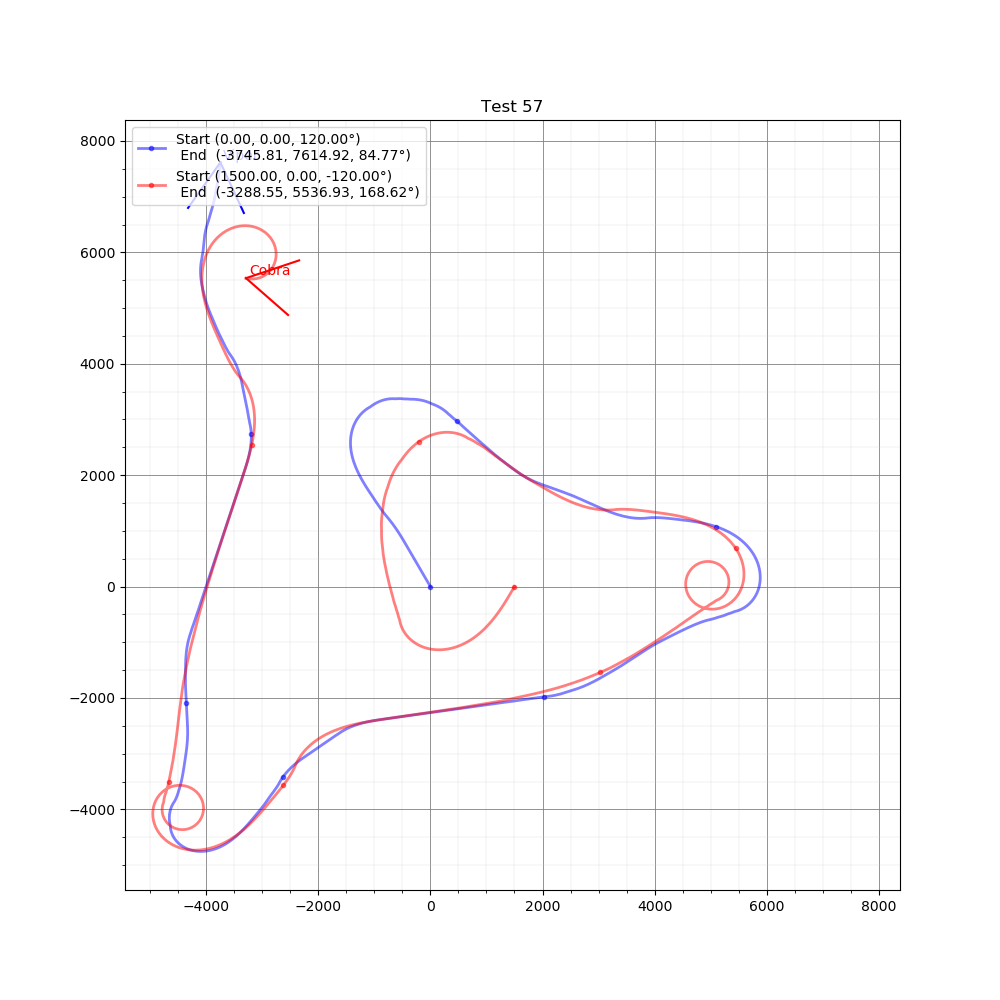 Test 57
Start (0.00, 0.00, 120.00°)
End (-3745.81, 7614.92, 84.77°)
Start (1500.00, 0.00, -120.00°)
End (-3288.55, 5536.93, 168.62°)
Cobra
8000
6000
4000
2000
0
−2000
−4000
−4000 −2000 0 2000 4000 6000 8000